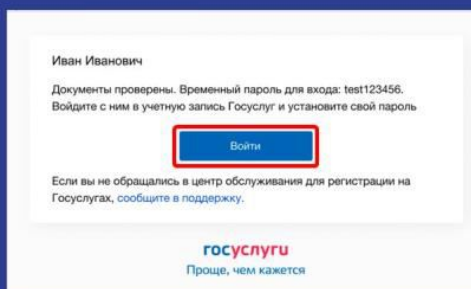 Иван Иванович
Документы проверены. Временный пароль для входа: test123456.
Войдите с ним в учетную запись Госуслуг и установите свой пароль
Войти
Если вы не обращались в центр обслуживания для регистрации на
Госуслугах, сообщите в поддержку.
госуслуги
Проще, чем кажется